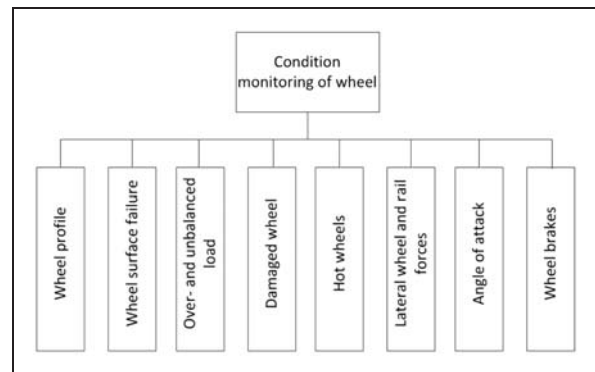 Condition
monitoring of wheel
Wheel profile
Wheel surface failure
Over- and unbalanced
load
Damaged wheel
Hot wheels
Lateral wheel and rail
forces
Angle of attack
Wheel brakes